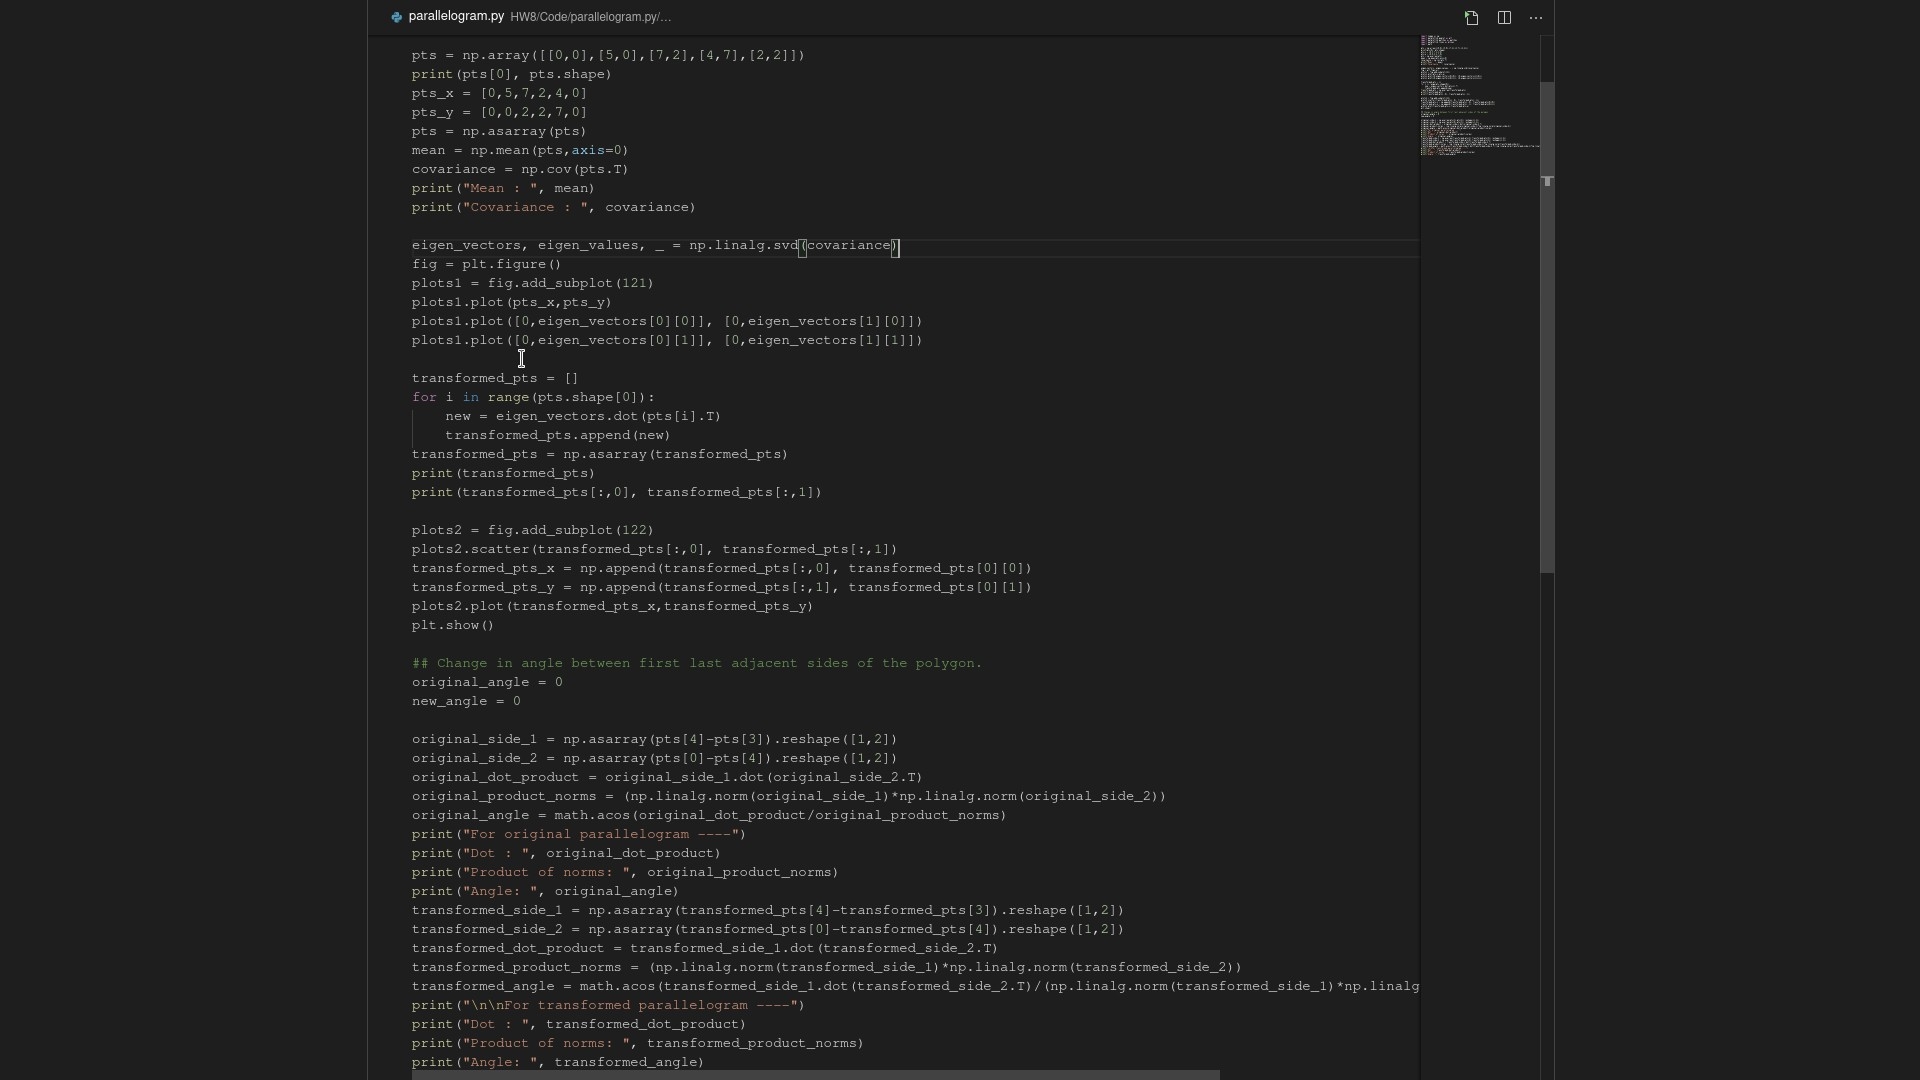 parallelogram.py HW8/Code/parallelogram.py/...
pts = np.array([[0,0],[5,0],[7,2],[4,7],[2,2]])
print(pts[0], pts.shape)
pts_x = [0,5,7,2,4,0]
pts_y = [0,0,2,2,7,0]
pts = np.asarray(pts)
mean = np.mean(pts,axis=0)
covariance = np.cov(pts.T)
print("Mean : ", mean)
print("Covariance : ", covariance)
eigen_vectors, eigen_values, _ = np.linalg.svd(covariance)
fig = plt.figure()
plots1 = fig.add_subplot(121)
plots1.plot(pts_x,pts_y)
plots1.plot([0,eigen_vectors[0][0]], [0,eigen_vectors[1][0]])
plots1.plot([0,eigen_vectors[0][1]], [0,eigen_vectors[1][1]])
transformed_pts = []
for i in range(pts.shape[0]):
    new = eigen_vectors.dot(pts[i].T)
    transformed_pts.append(new)
transformed_pts = np.asarray(transformed_pts)
print(transformed_pts)
print(transformed_pts[:,0], transformed_pts[:,1])
plots2 = fig.add_subplot(122)
plots2.scatter(transformed_pts[:,0], transformed_pts[:,1])
transformed_pts_x = np.append(transformed_pts[:,0], transformed_pts[0][0])
transformed_pts_y = np.append(transformed_pts[:,1], transformed_pts[0][1])
plots2.plot(transformed_pts_x,transformed_pts_y)
plt.show()
## Change in angle between first last adjacent sides of the polygon.
original_angle = 0
new_angle = 0
original_side_1 = np.asarray(pts[4]-pts[3]).reshape([1,2])
original_side_2 = np.asarray(pts[0]-pts[4]).reshape([1,2])
original_dot_product = original_side_1.dot(original_side_2.T)
original_product_norms = (np.linalg.norm(original_side_1)*np.linalg.norm(original_side_2))
original_angle = math.acos(original_dot_product/original_product_norms)
print("For original parallelogram ----")
print("Dot : ", original_dot_product)
print("Product of norms: ", original_product_norms)
print("Angle: ", original_angle)
transformed_side_1 = np.asarray(transformed_pts[4]-transformed_pts[3]).reshape([1,2])
transformed_side_2 = np.asarray(transformed_pts[0]-transformed_pts[4]).reshape([1,2])
transformed_dot_product = transformed_side_1.dot(transformed_side_2.T)
transformed_product_norms = (np.linalg.norm(transformed_side_1)*np.linalg.norm(transformed_side_2))
transformed_angle = math.acos(transformed_side_1.dot(transformed_side_2.T)/(np.linalg.norm(transformed_side_1)*np.linalg
print("\n\nFor transformed parallelogram ----")
print("Dot : ", transformed_dot_product)
print("Product of norms: ", transformed_product_norms)
print("Angle: ", transformed_angle)